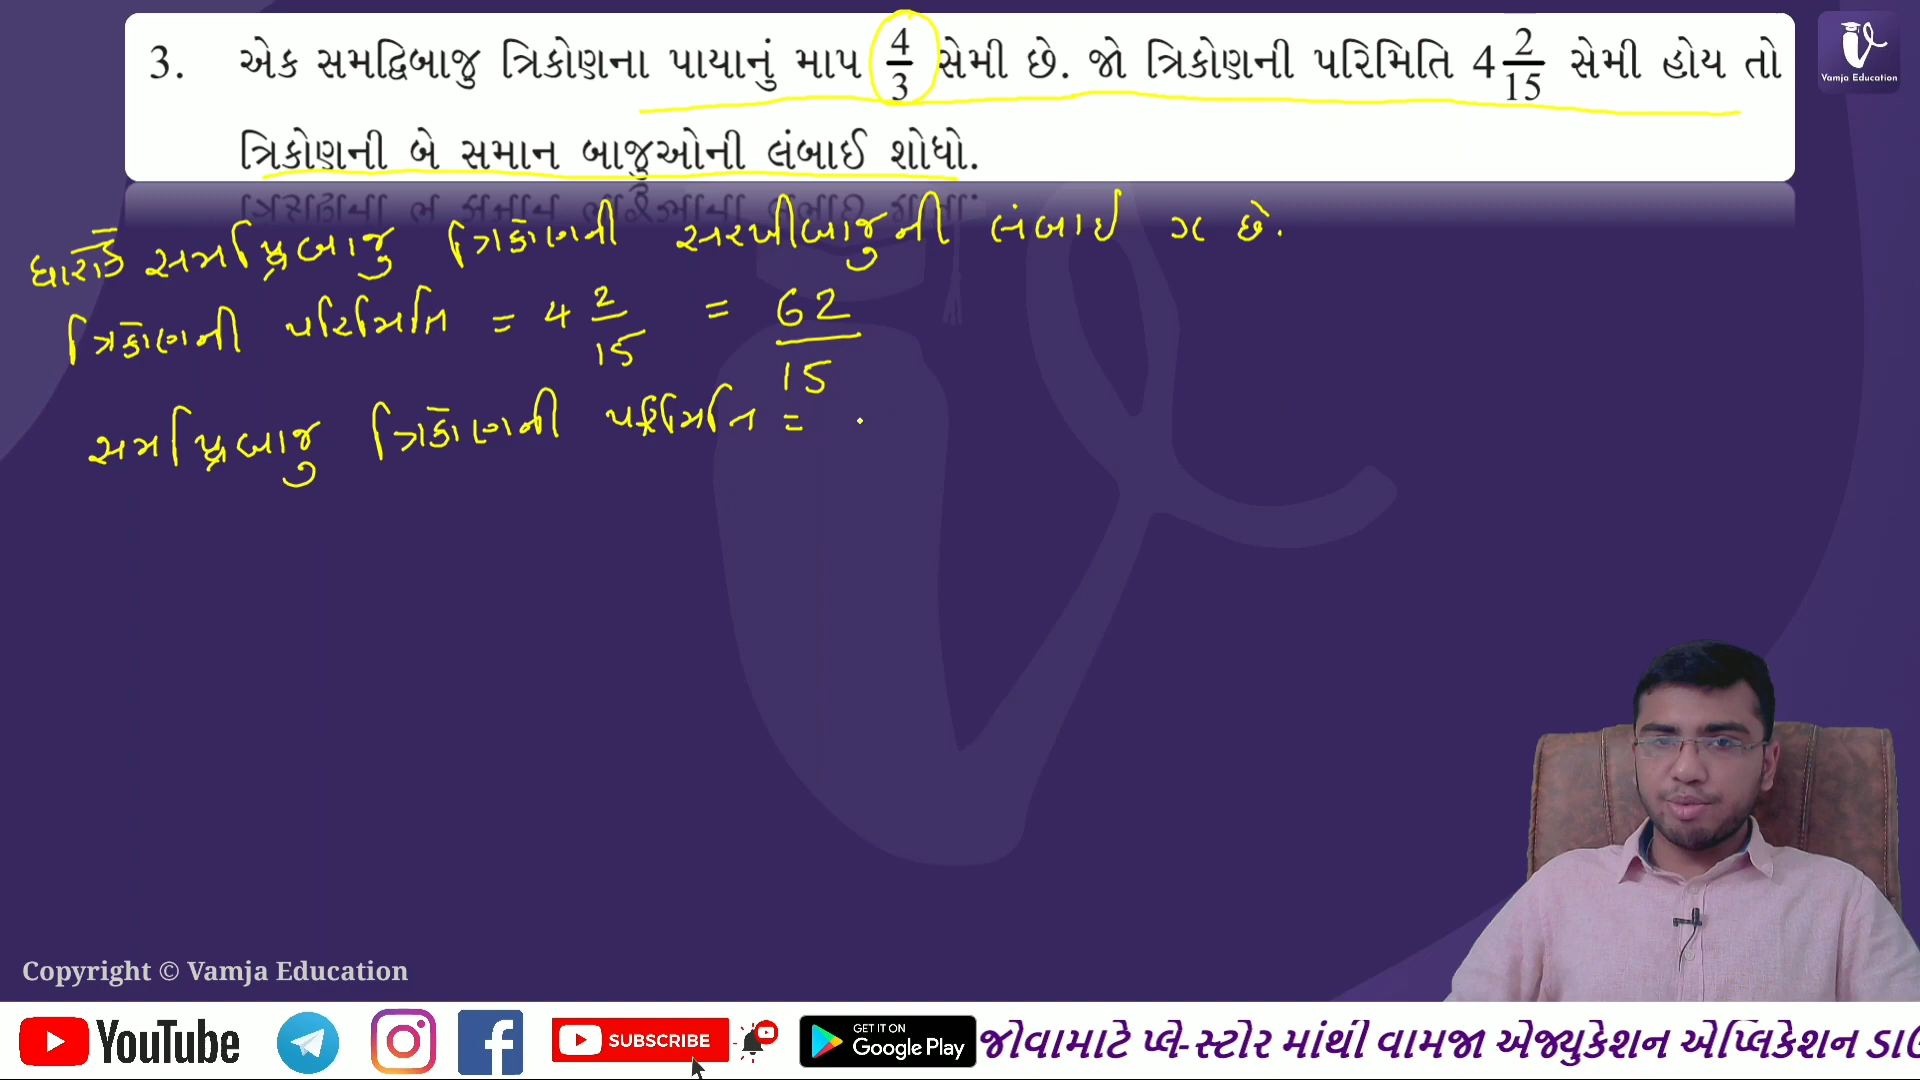 3. એક સમદ્વિબાજુ ત્રિકોણના પાયાનું માપ 4/3 સેમી છે. જો ત્રિકોણની પરિમિતિ 4 2/15 સેમી હોય તો
ત્રિકોણની બે સમાન બાજુઓની લંબાઈ શોધો.
Vamja Education
ધારોકે સમદ્વિબાજુ ત્રિકોણની સરખીબાજુની લંબાઈ x છે.
ત્રિકોણની પરિમિતિ = 4 2/15 = 62/15
સમદ્વિબાજુ ત્રિકોણની પરિમિતિ =
Copyright © Vamja Education
YouTube SUBSCRIBE GET IT ON Google Play જોવામાટે પ્લે-સ્ટોર માંથી વામજા એજ્યુકેશન એપ્લિકેશન